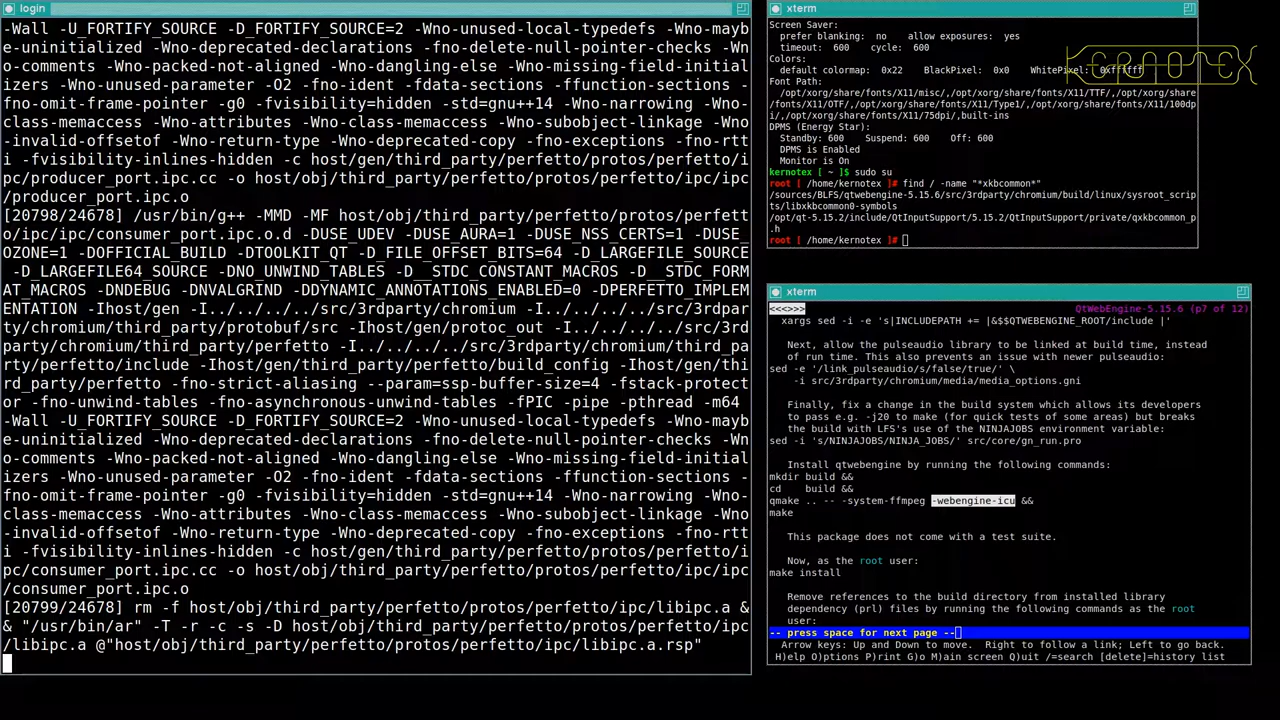 login
-Wall -U_FORTIFY_SOURCE -D_FORTIFY_SOURCE=2 -Wno-unused-local-typedefs -Wno-mayb
e-uninitialized -Wno-deprecated-declarations -fno-delete-null-pointer-checks -Wn
o-comments -Wno-packed-not-aligned -Wno-dangling-else -Wno-missing-field-initial
izers -Wno-unused-parameter -O2 -fno-ident -fdata-sections -ffunction-sections -
fno-omit-frame-pointer -g0 -fvisibility=hidden -std=gnu++14 -Wno-narrowing -Wno-
class-memaccess -Wno-attributes -Wno-class-memaccess -Wno-subobject-linkage -Wno
-invalid-offsetof -Wno-return-type -Wno-deprecated-copy -fno-exceptions -fno-rtt
i -fvisibility-inlines-hidden -c host/gen/third_party/perfetto/protos/perfetto/i
pc/producer_port.ipc.cc -o host/obj/third_party/perfetto/protos/perfetto/ipc/ipc
/producer_port.ipc.o
[20798/24678] /usr/bin/g++ -MMD -MF host/obj/third_party/perfetto/protos/perfett
o/ipc/ipc/consumer_port.ipc.o.d -DUSE_UDEV -DUSE_AURA=1 -DUSE_NSS_CERTS=1 -DUSE_
OZONE=1 -DOFFICIAL_BUILD -DTOOLKIT_QT -D_FILE_OFFSET_BITS=64 -D_LARGEFILE_SOURCE
-D_LARGEFILE64_SOURCE -DNO_UNWIND_TABLES -D__STDC_CONSTANT_MACROS -D__STDC_FORM
AT_MACROS -DNDEBUG -DNVALGRIND -DDYNAMIC_ANNOTATIONS_ENABLED=0 -DPERFETTO_IMPLEM
ENTATION -Ihost/gen -I../../../../src/3rdparty/chromium -I../../../../src/3rdpar
ty/chromium/third_party/protobuf/src -Ihost/gen/protoc_out -I../../../../src/3rd
party/chromium/third_party/perfetto -I../../../../src/3rdparty/chromium/third_pa
rty/perfetto/include -Ihost/gen/third_party/perfetto/build_config -Ihost/gen/thi
rd_party/perfetto -fno-strict-aliasing --param=ssp-buffer-size=4 -fstack-protect
or -fno-unwind-tables -fno-asynchronous-unwind-tables -fPIC -pipe -pthread -m64
-Wall -U_FORTIFY_SOURCE -D_FORTIFY_SOURCE=2 -Wno-unused-local-typedefs -Wno-mayb
e-uninitialized -Wno-deprecated-declarations -fno-delete-null-pointer-checks -Wn
o-comments -Wno-packed-not-aligned -Wno-dangling-else -Wno-missing-field-initial
izers -Wno-unused-parameter -O2 -fno-ident -fdata-sections -ffunction-sections -
fno-omit-frame-pointer -g0 -fvisibility=hidden -std=gnu++14 -Wno-narrowing -Wno-
class-memaccess -Wno-attributes -Wno-class-memaccess -Wno-subobject-linkage -Wno
-invalid-offsetof -Wno-return-type -Wno-deprecated-copy -fno-exceptions -fno-rtt
i -fvisibility-inlines-hidden -c host/gen/third_party/perfetto/protos/perfetto/i
pc/consumer_port.ipc.cc -o host/obj/third_party/perfetto/protos/perfetto/ipc/ipc
/consumer_port.ipc.o
[20799/24678] rm -f host/obj/third_party/perfetto/protos/perfetto/ipc/libipc.a &
& "/usr/bin/ar" -T -r -c -s -D host/obj/third_party/perfetto/protos/perfetto/ipc
/libipc.a @"host/obj/third_party/perfetto/protos/perfetto/ipc/libipc.a.rsp"
xterm
Screen Saver:
prefer blanking:  no    allow exposures:  yes
timeout:  600    cycle:  600
Colors:
default colormap: 0x22    BlackPixel: 0x0    WhitePixel: 0xffffff
Font Path:
/opt/xorg/share/fonts/X11/misc/,/opt/xorg/share/fonts/X11/TTF/,/opt/xorg/share
/fonts/X11/OTF/,/opt/xorg/share/fonts/X11/Type1/,/opt/xorg/share/fonts/X11/100dp
i/,/opt/xorg/share/fonts/X11/75dpi/,built-ins
DPMS (Energy Star):
Standby: 600    Suspend: 600    Off: 600
DPMS is Enabled
Monitor is On
kernotex [ ~ ]$ sudo su
root [ /home/kernotex ]# find / -name "*xkbcommon*"
/sources/BLFS/qtwebengine-5.15.6/src/3rdparty/chromium/build/linux/sysroot_scrip
ts/libxkbcommon0-symbols
/opt/qt-5.15.2/include/QtInputSupport/5.15.2/QtInputSupport/private/qxkbcommon_p
.h
root [ /home/kernotex ]#
KERNOTEX
xterm
<<<>>> QtWebEngine-5.15.6 (p7 of 12)
xargs sed -i -e 's|INCLUDEPATH += |&$$QTWEBENGINE_ROOT/include |'
Next, allow the pulseaudio library to be linked at build time, instead
of run time. This also prevents an issue with newer pulseaudio:
sed -e '/link_pulseaudio/s/false/true/' \
-i src/3rdparty/chromium/media/media_options.gni
Finally, fix a change in the build system which allows its developers
to pass e.g. -j20 to make (for quick tests of some areas) but breaks
the build with LFS's use of the NINJAJOBS environment variable:
sed -i 's/NINJAJOBS/NINJA_JOBS/' src/core/gn_run.pro
Install qtwebengine by running the following commands:
mkdir build &&
cd    build &&
qmake .. -- -system-ffmpeg -webengine-icu &&
make
This package does not come with a test suite.
Now, as the root user:
make install
Remove references to the build directory from installed library
dependency (prl) files by running the following commands as the root
user:
-- press space for next page --
Arrow keys: Up and Down to move.  Right to follow a link; Left to go back.
H)elp O)ptions P)rint G)o M)ain screen Q)uit /=search [delete]=history list